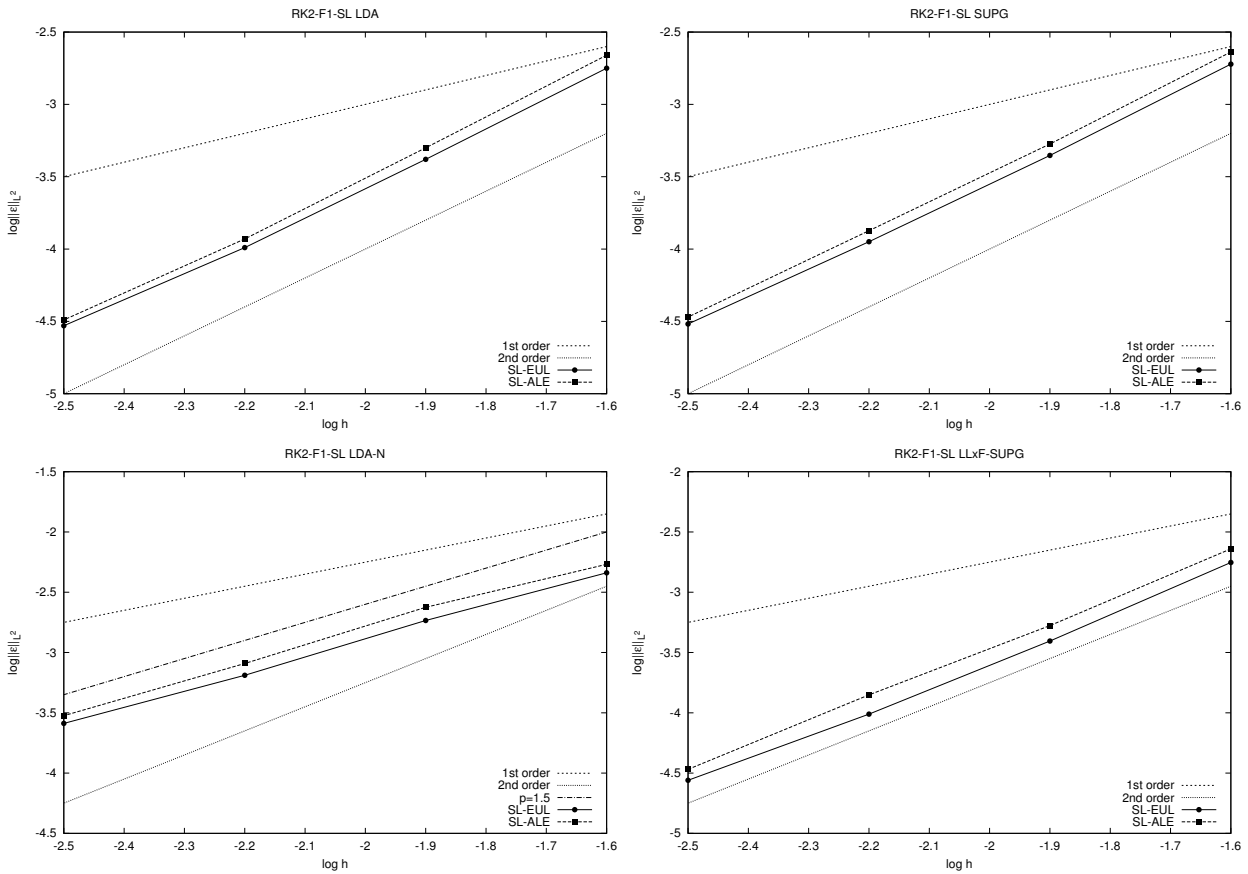 RK2-F1-SL LDA
-2.5
-3
-3.5
-4
-4.5
-5
log||ε||L²
-2.5 -2.4 -2.3 -2.2 -2.1 -2 -1.9 -1.8 -1.7 -1.6
log h
1st order
2nd order
SL-EUL
SL-ALE
RK2-F1-SL SUPG
-2.5
-3
-3.5
-4
-4.5
-5
log||ε||L²
-2.5 -2.4 -2.3 -2.2 -2.1 -2 -1.9 -1.8 -1.7 -1.6
log h
1st order
2nd order
SL-EUL
SL-ALE
RK2-F1-SL LDA-N
-1.5
-2
-2.5
-3
-3.5
-4
-4.5
log||ε||L²
-2.5 -2.4 -2.3 -2.2 -2.1 -2 -1.9 -1.8 -1.7 -1.6
log h
1st order
2nd order
p=1.5
SL-EUL
SL-ALE
RK2-F1-SL LLxF-SUPG
-2
-2.5
-3
-3.5
-4
-4.5
-5
log||ε||L²
-2.5 -2.4 -2.3 -2.2 -2.1 -2 -1.9 -1.8 -1.7 -1.6
log h
1st order
2nd order
SL-EUL
SL-ALE